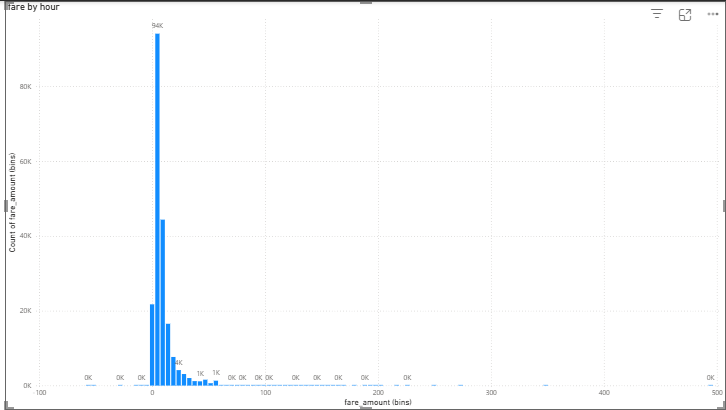 fare by hour
94K
80K
60K
40K
20K
0K
Count of fare_amount (bins)
4K
1K
1K
0K 0K 0K 0K 0K 0K 0K 0K 0K 0K 0K 0K 0K
-100 0 100 200 300 400 500
fare_amount (bins)